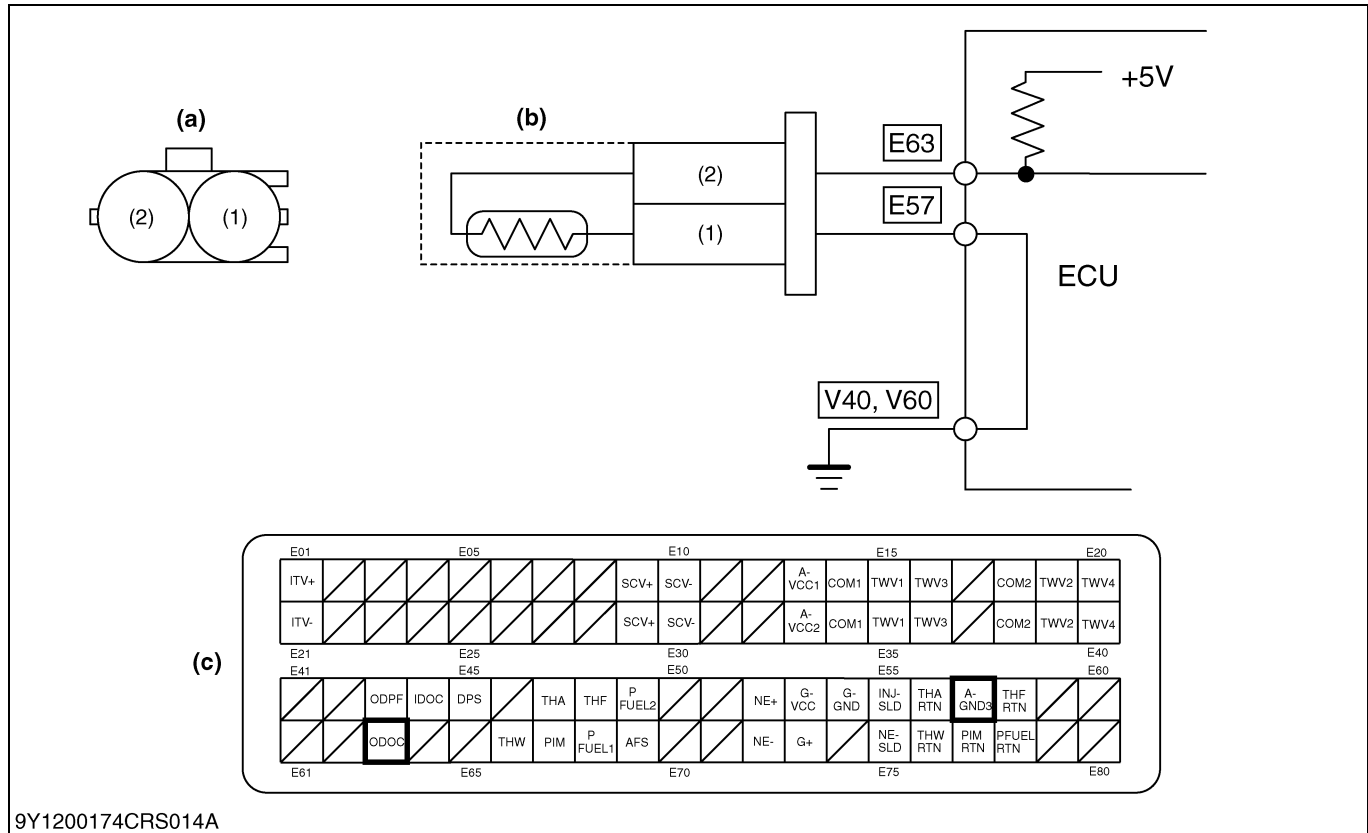 (a)
(2)
(1)
(b)
(2)
(1)
E63
E57
+5V
ECU
V40, V60
(c)
E01 E05 E10 E15 E20
ITV+ SCV+ SCV- A-VCC1 COM1 TWV1 TWV3 COM2 TWV2 TWV4
ITV- SCV+ SCV- A-VCC2 COM1 TWV1 TWV3 COM2 TWV2 TWV4
E21 E25 E30 E35 E40
E41 E45 E50 E55 E60
ODPF IDOC DPS THA THF P FUEL2 NE+ G-VCC G-GND INJ-SLD THA RTN A-GND3 THF RTN
ODOC THW PIM P FUEL1 AFS NE- G+ NE-SLD THW RTN PIM RTN PFUEL RTN
E61 E65 E70 E75 E80
9Y1200174CRS014A